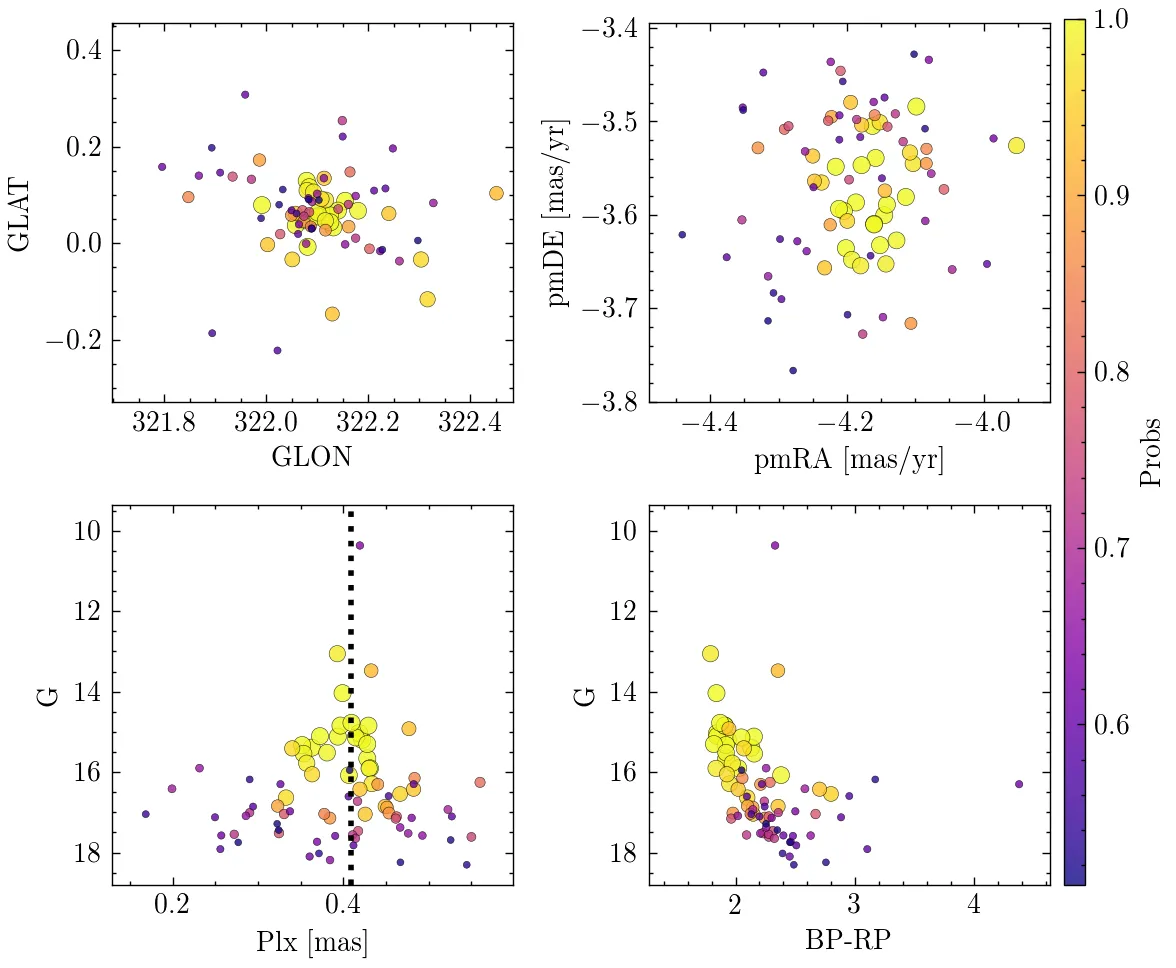 0.4
0.2
0.0
−0.2
GLAT
321.8 322.0 322.2 322.4
GLON
−3.4
−3.5
−3.6
−3.7
−3.8
pmDE [mas/yr]
−4.4 −4.2 −4.0
pmRA [mas/yr]
1.0
0.9
0.8
0.7
0.6
Probs
10
12
14
16
18
G
0.2 0.4
Plx [mas]
10
12
14
16
18
G
2 3 4
BP-RP